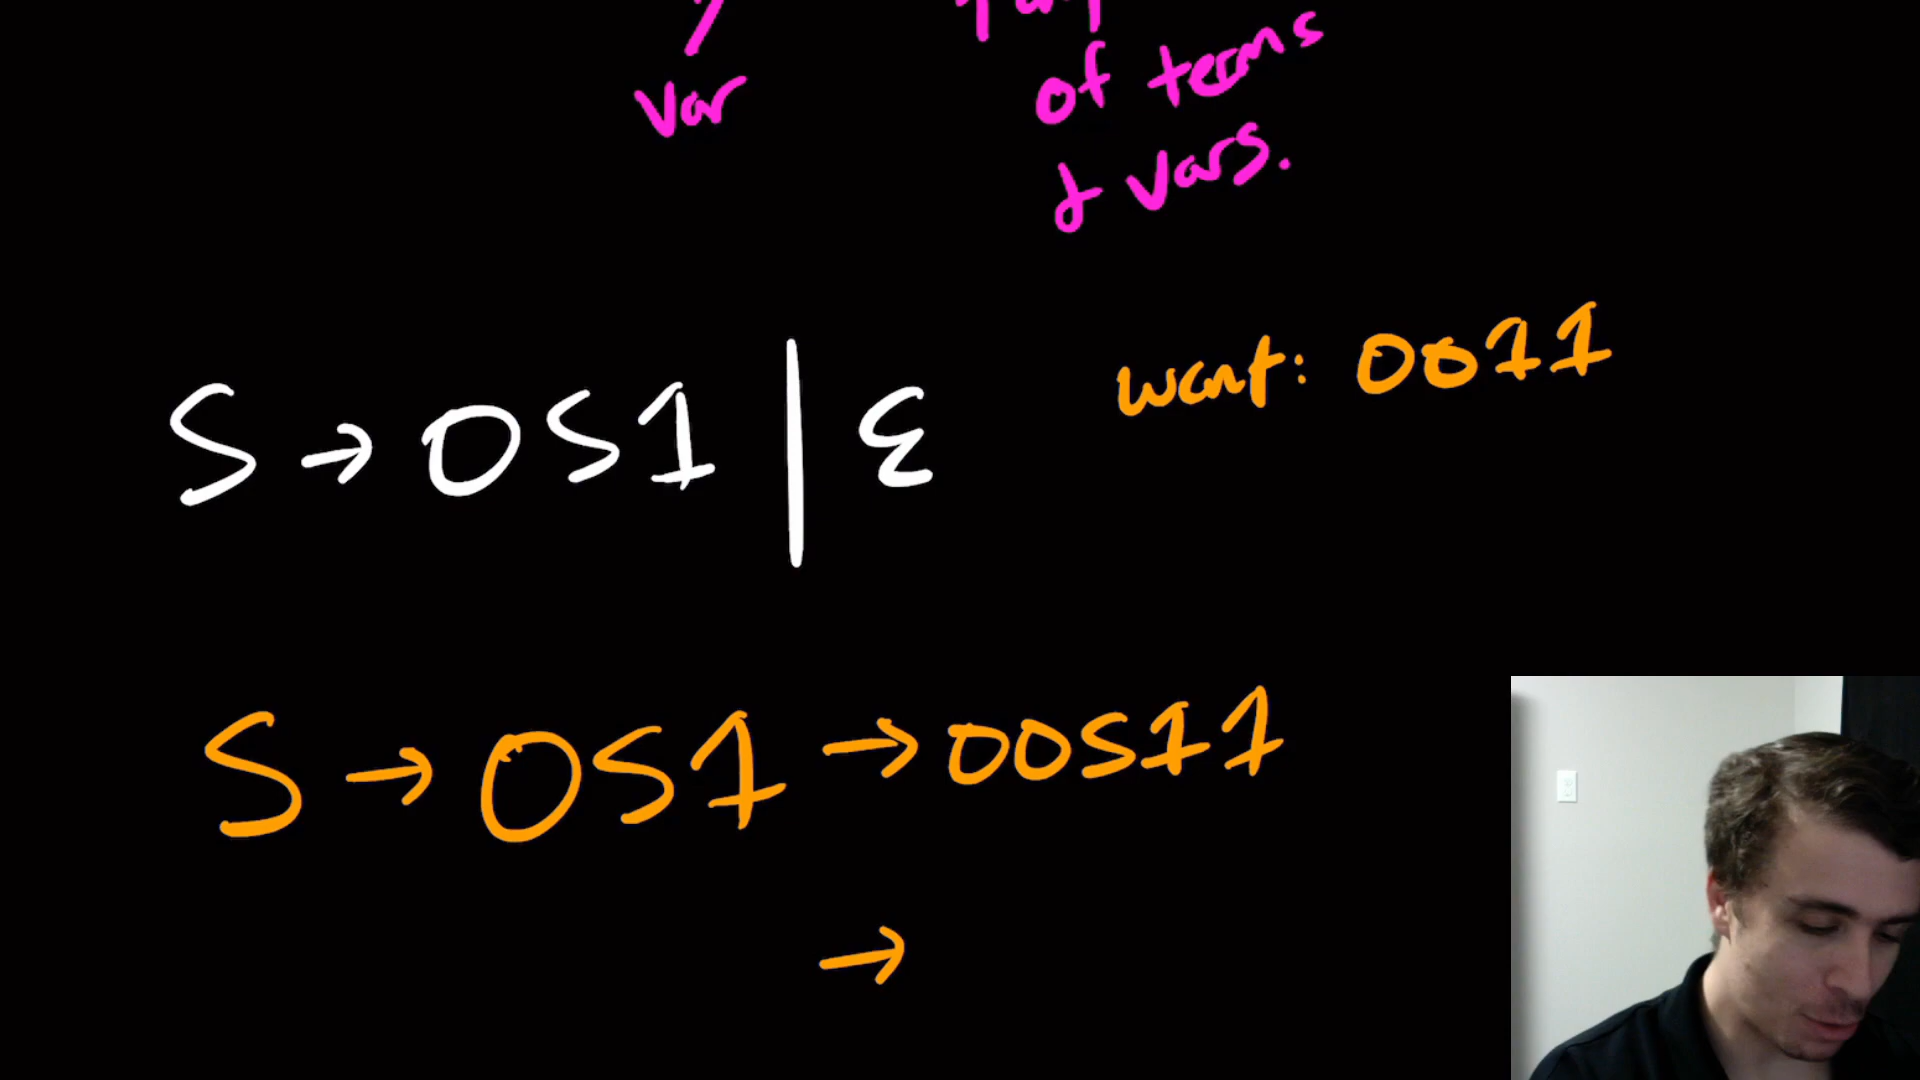 var
of terms
& vars.
want: 0011
S → 0S1 | ε
S → 0S1 → 00S11
→